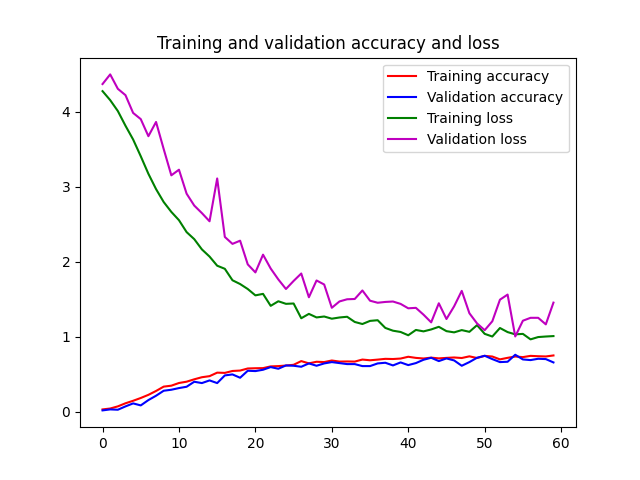 Training and validation accuracy and loss
Training accuracy
Validation accuracy
Training loss
Validation loss
4
3
2
1
0
0 10 20 30 40 50 60